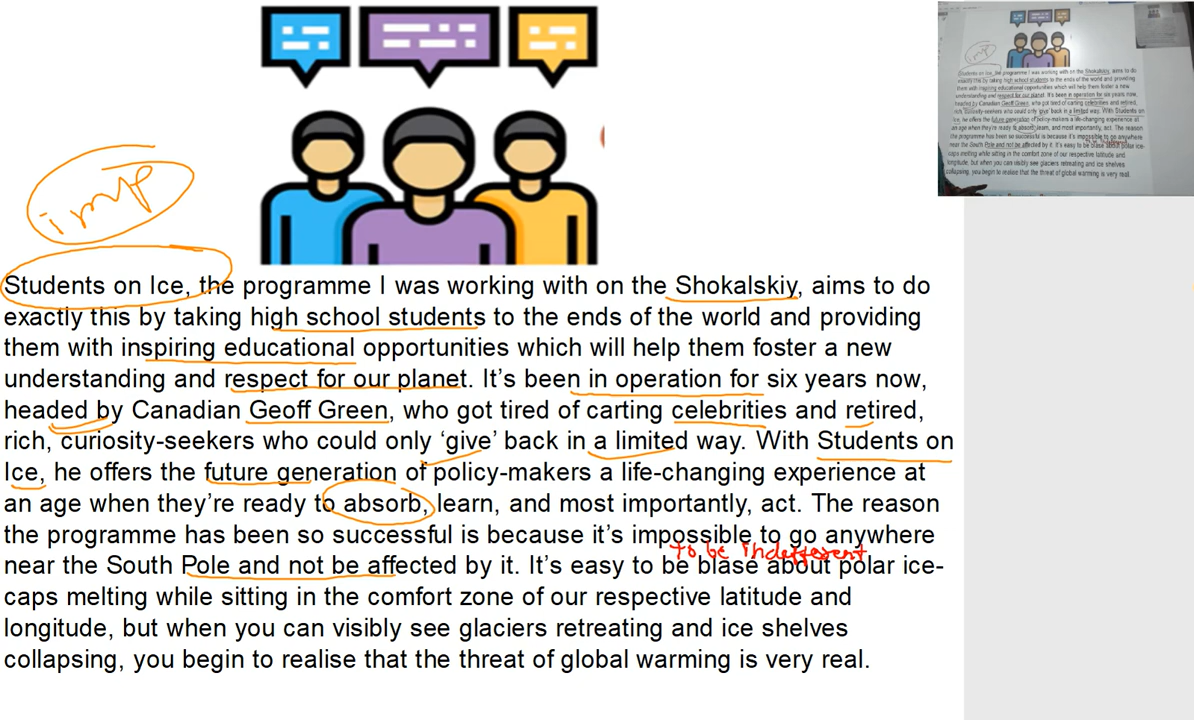 imp
Students on Ice, the programme I was working with on the Shokalskiy, aims to do
exactly this by taking high school students to the ends of the world and providing
them with inspiring educational opportunities which will help them foster a new
understanding and respect for our planet. It’s been in operation for six years now,
headed by Canadian Geoff Green, who got tired of carting celebrities and retired,
rich, curiosity-seekers who could only ‘give’ back in a limited way. With Students on
Ice, he offers the future generation of policy-makers a life-changing experience at
an age when they’re ready to absorb, learn, and most importantly, act. The reason
the programme has been so successful is because it’s impossible to go anywhere
to be indefferent
near the South Pole and not be affected by it. It’s easy to be blasé about polar ice-
caps melting while sitting in the comfort zone of our respective latitude and
longitude, but when you can visibly see glaciers retreating and ice shelves
collapsing, you begin to realise that the threat of global warming is very real.